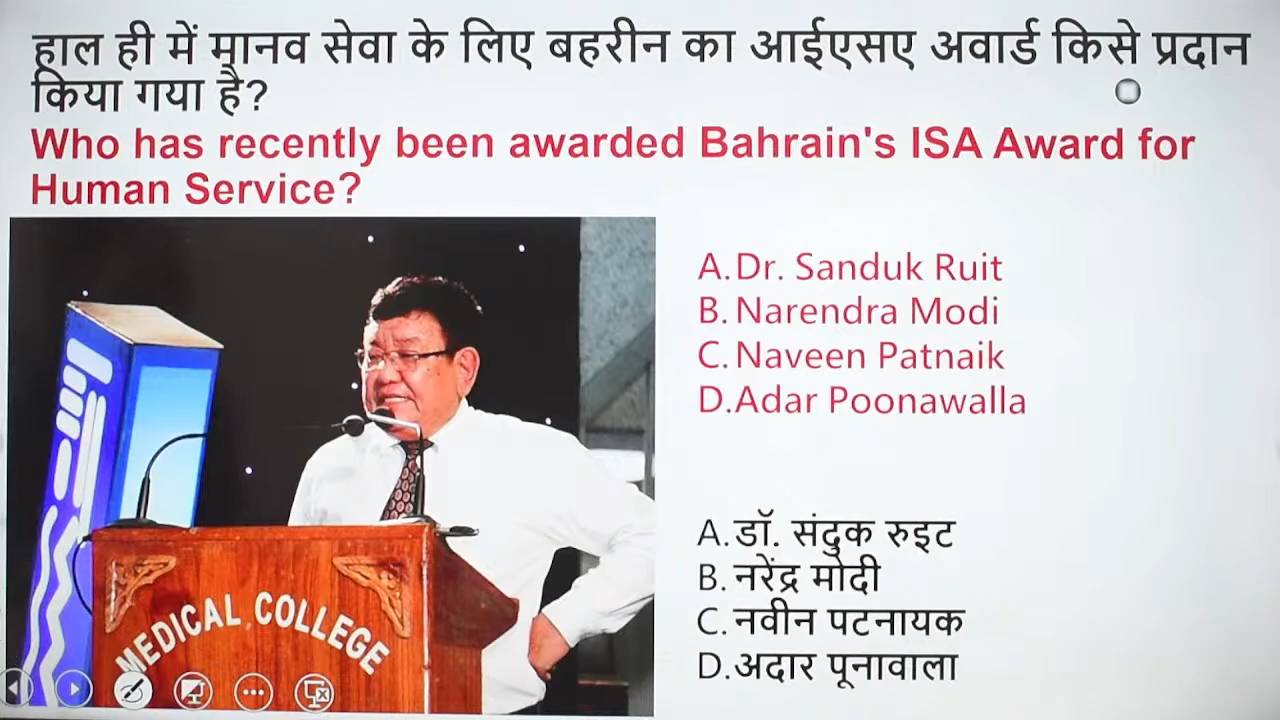 हाल ही में मानव सेवा के लिए बहरीन का आईएसए अवार्ड किसे प्रदान
किया गया है?
Who has recently been awarded Bahrain's ISA Award for
Human Service?
A.Dr. Sanduk Ruit
B. Narendra Modi
C. Naveen Patnaik
D.Adar Poonawalla
A. डॉ. संदुक रुइट
B. नरेंद्र मोदी
C. नवीन पटनायक
D.अदार पूनावाला
MEDICAL COLLEGE